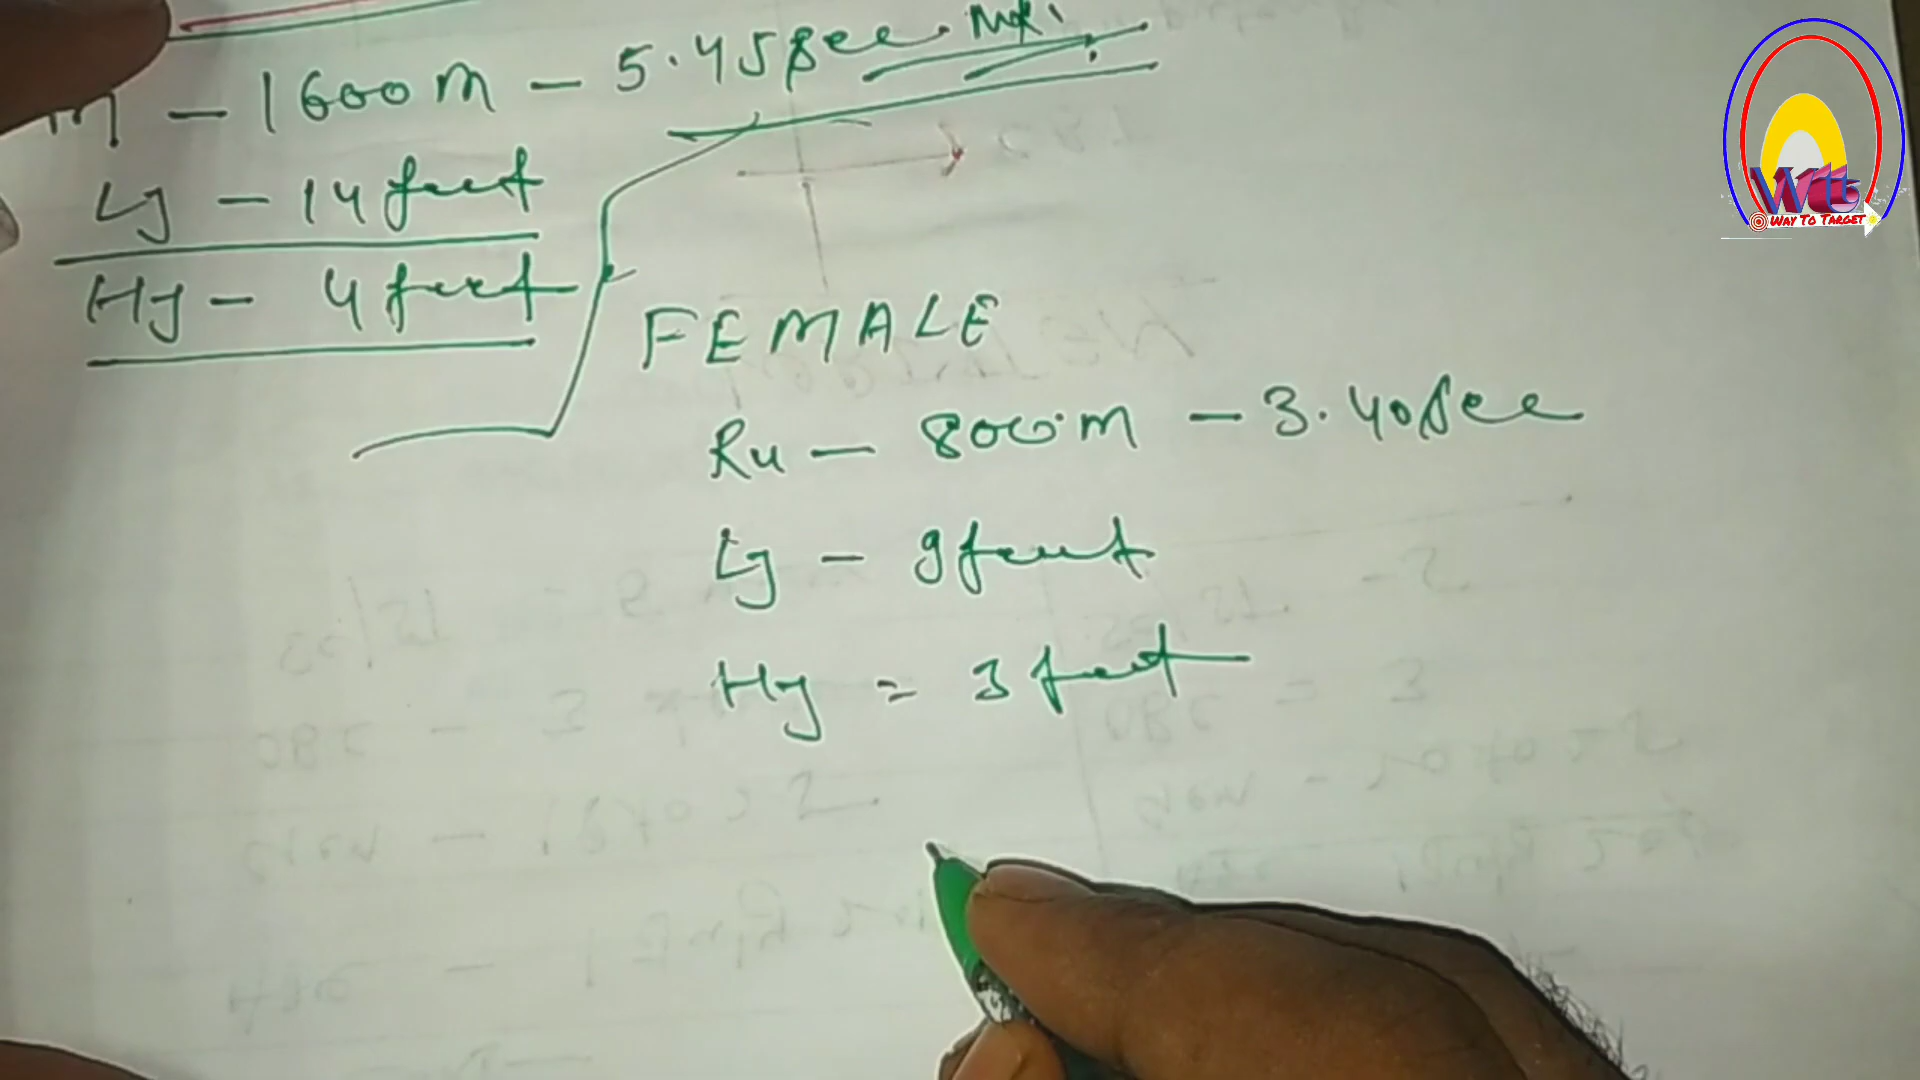 M - 1600 m - 5.45 sec.
Lj - 14 feet
Hj - 4 feet
FEMALE
Ru - 800 m - 3.40 sec
Lj - 9 feet
Hj = 3 feet
Wtt
WAY TO TARGET